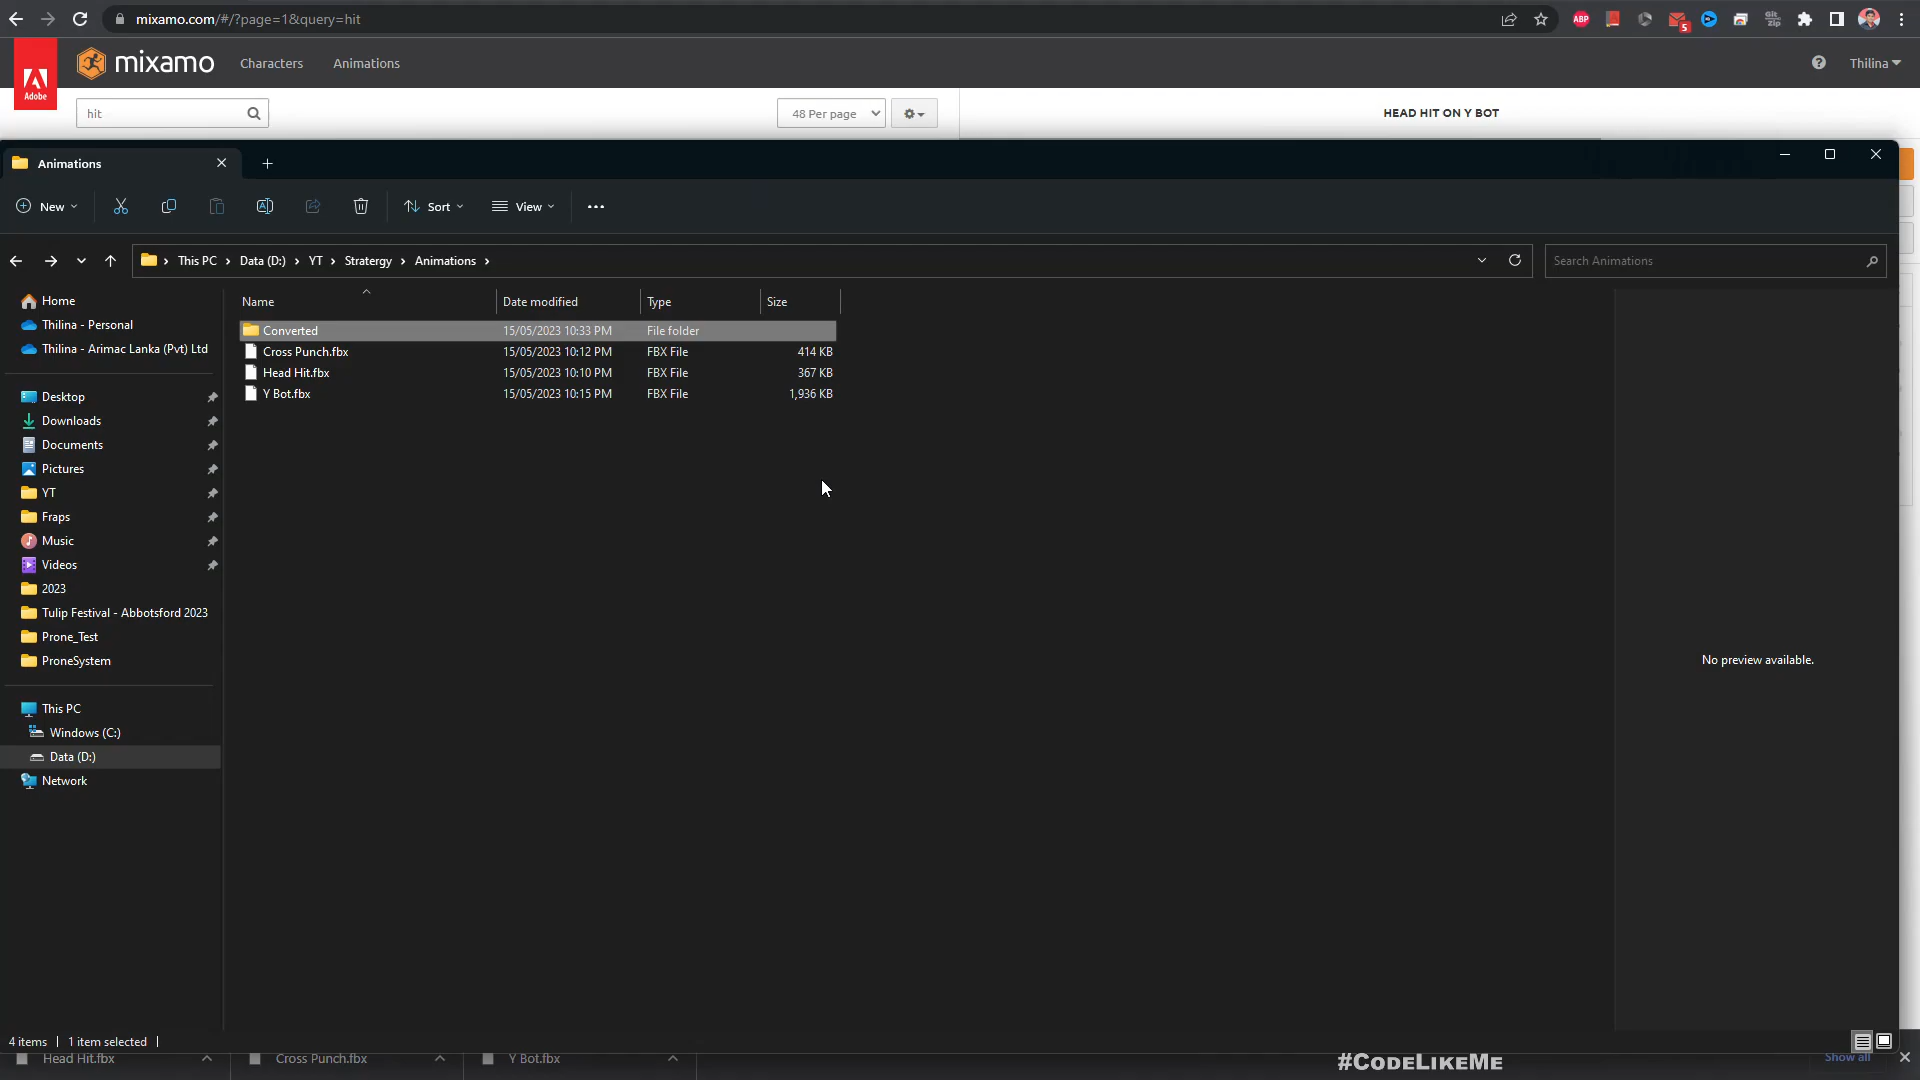 mixamo.com/#/?page=1&query=hit
ABP
5
Git
Zip
Adobe
mixamo
Characters
Animations
Thilina
hit
48 Per page
HEAD HIT ON Y BOT
Animations
New
Sort
View
This PC
Data (D:)
YT
Stratergy
Animations
Search Animations
Name
Date modified
Type
Size
Home
Thilina - Personal
Thilina - Arimac Lanka (Pvt) Ltd
Converted 15/05/2023 10:33 PM File folder
Cross Punch.fbx 15/05/2023 10:12 PM FBX File 414 KB
Head Hit.fbx 15/05/2023 10:10 PM FBX File 367 KB
Y Bot.fbx 15/05/2023 10:15 PM FBX File 1,936 KB
Desktop
Downloads
Documents
Pictures
YT
Fraps
Music
Videos
2023
Tulip Festival - Abbotsford 2023
Prone_Test
ProneSystem
This PC
Windows (C:)
Data (D:)
Network
No preview available.
4 items
1 item selected
Head Hit.fbx
Cross Punch.fbx
Y Bot.fbx
#CodeLikeMe
Show all